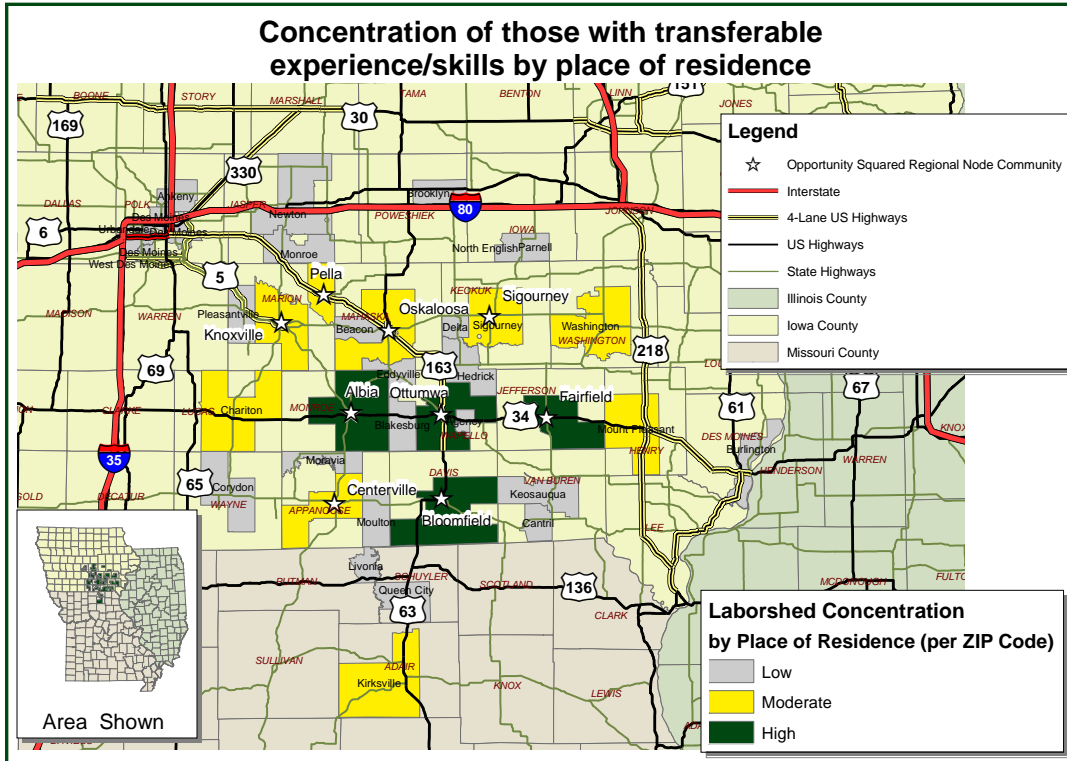 Concentration of those with transferable
experience/skills by place of residence
BOONE
STORY
MARSHALL
TAMA
BENTON
LINN
151
JONES
169
30
330
Legend
Opportunity Squared Regional Node Community
Interstate
4-Lane US Highways
US Highways
State Highways
Illinois County
Iowa County
Missouri County
DALLAS
POLK
Ankeny
JASPER
Newton
Brooklyn
80
POWESHIEK
Des Moines
Urbandale
Des Moines
6
IOWA
JOHNSON
Des Moines
West Des Moines
Monroe
North English
Parnell
5
Pella
MARION
Pleasantville
MADISON
WARREN
Knoxville
MAHASKA
Oskaloosa
Beacon
KEOKUK
Sigourney
Delta
Sigourney
Washington
WASHINGTON
218
69
163
Eddyville
Hedrick
67
61
Albia
Ottumwa
JEFFERSON
Fairfield
CLARKE
LUCAS
Chariton
MONROE
Blakesburg
Agency
WAPELLO
34
Mount Pleasant
HENRY
DES MOINES
Burlington
HENDERSON
WARREN
KNOX
35
65
Moravia
DAVIS
VAN BUREN
Corydon
WAYNE
Centerville
APPANOOSE
Moulton
Bloomfield
Keosauqua
Cantril
LEE
DECATUR
Livonia
PUTNAM
SCHUYLER
Queen City
SCOTLAND
136
63
CLARK
MCDONOUGH
FULTO
SULLIVAN
ADAIR
Kirksville
KNOX
LEWIS
Area Shown
Laborshed Concentration
by Place of Residence (per ZIP Code)
Low
Moderate
High